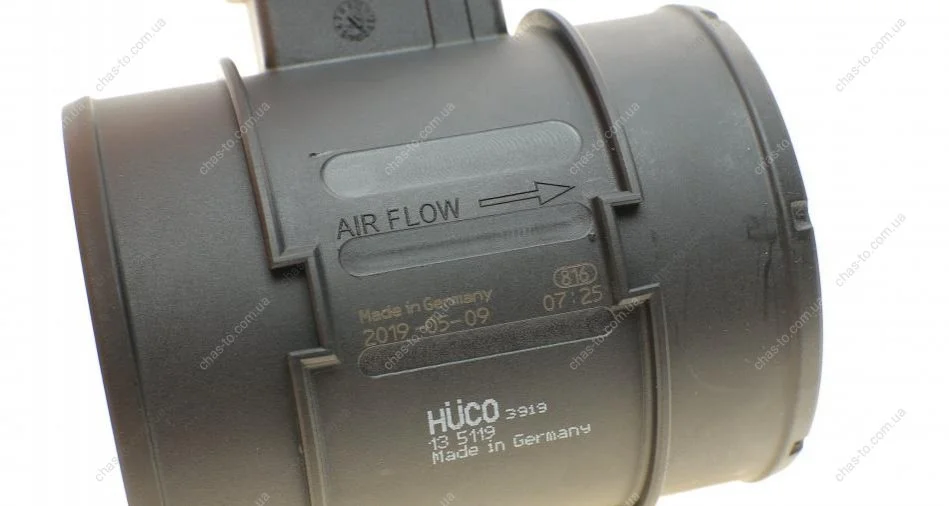 AIR FLOW
816
Made in Germany 07:25
2019-05-09
HÜCO 3919
13 5119
Made in Germany
chas-to.com.ua